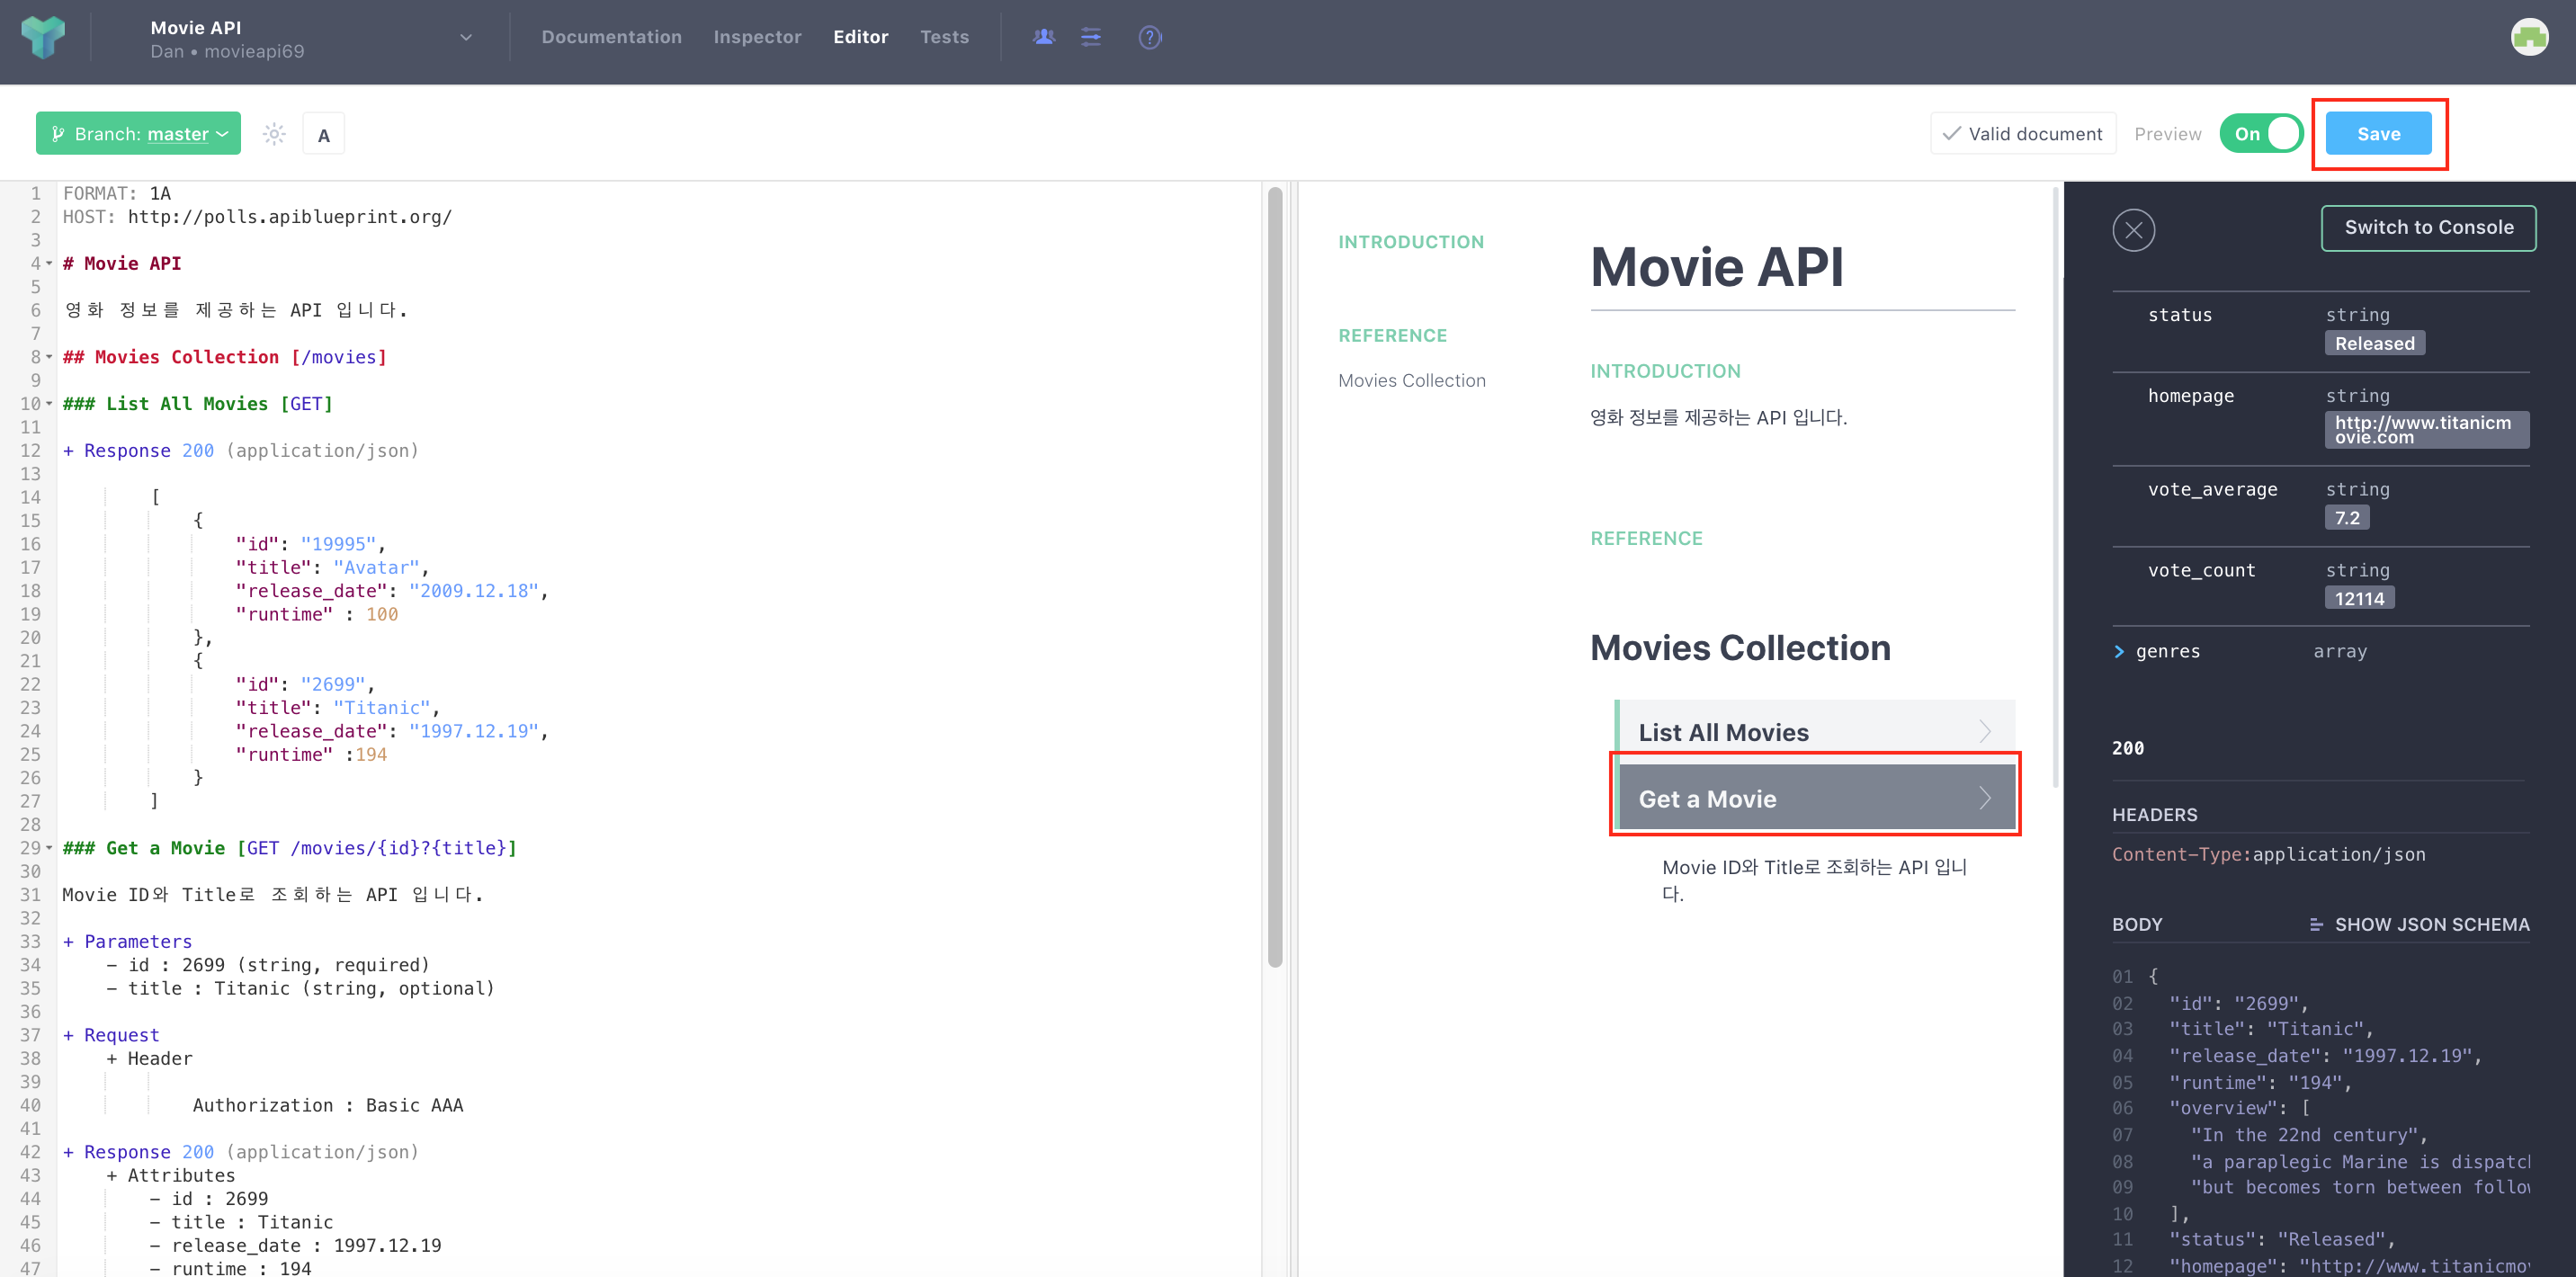 Movie API
Dan • movieapi69
Documentation Inspector Editor Tests
?
Branch: master
A
Valid document Preview On Save
1 FORMAT: 1A
2 HOST: http://polls.apiblueprint.org/
3
4 # Movie API
5
6 영화 정보를 제공하는 API 입니다.
7
8 ## Movies Collection [/movies]
9
10 ### List All Movies [GET]
11
12 + Response 200 (application/json)
13
14 [
15 {
16 "id": "19995",
17 "title": "Avatar",
18 "release_date": "2009.12.18",
19 "runtime" : 100
20 },
21 {
22 "id": "2699",
23 "title": "Titanic",
24 "release_date": "1997.12.19",
25 "runtime" :194
26 }
27 ]
28
29 ### Get a Movie [GET /movies/{id}?{title}]
30
31 Movie ID와 Title로 조회하는 API 입니다.
32
33 + Parameters
34 - id : 2699 (string, required)
35 - title : Titanic (string, optional)
36
37 + Request
38 + Header
39
40 Authorization : Basic AAA
41
42 + Response 200 (application/json)
43 + Attributes
44 - id : 2699
45 - title : Titanic
46 - release_date : 1997.12.19
47 - runtime : 194
INTRODUCTION
REFERENCE
Movies Collection
Movie API
INTRODUCTION
영화 정보를 제공하는 API 입니다.
REFERENCE
Movies Collection
List All Movies
Get a Movie
Movie ID와 Title로 조회하는 API 입니
다.
Switch to Console
status string
Released
homepage string
http://www.titanicm
ovie.com
vote_average string
7.2
vote_count string
12114
genres array
200
HEADERS
Content-Type:application/json
BODY SHOW JSON SCHEMA
01 {
02 "id": "2699",
03 "title": "Titanic",
04 "release_date": "1997.12.19",
05 "runtime": "194",
06 "overview": [
07 "In the 22nd century",
08 "a paraplegic Marine is dispatc
09 "but becomes torn between follo
10 ],
11 "status": "Released",
12 "homepage": "http://www.titanicmo